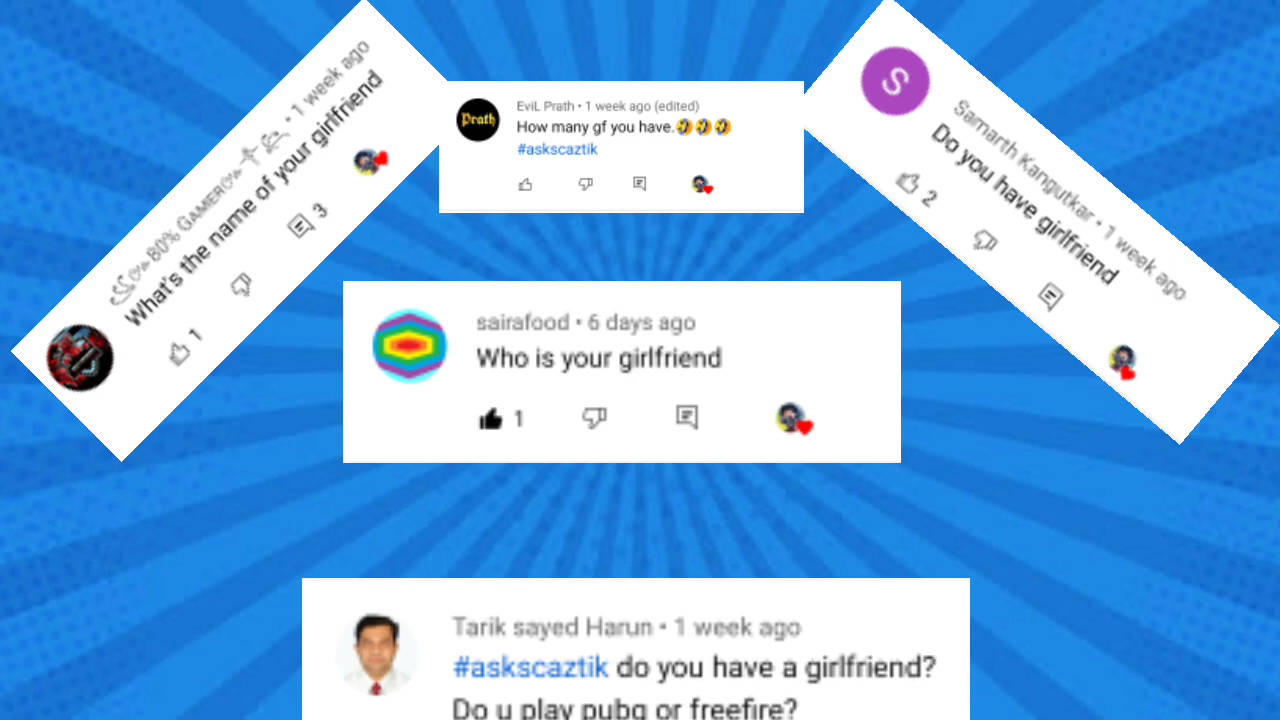 80% GAMER • 1 week ago
What's the name of your girlfriend
1
3
Prath
EviL Prath • 1 week ago (edited)
How many gf you have.🤣🤣🤣
#askscaztik
S
Samarth Kangutkar • 1 week ago
Do you have girlfriend
2
sairafood • 6 days ago
Who is your girlfriend
1
Tarik sayed Harun • 1 week ago
#askscaztik do you have a girlfriend?
Do u play pubg or freefire?